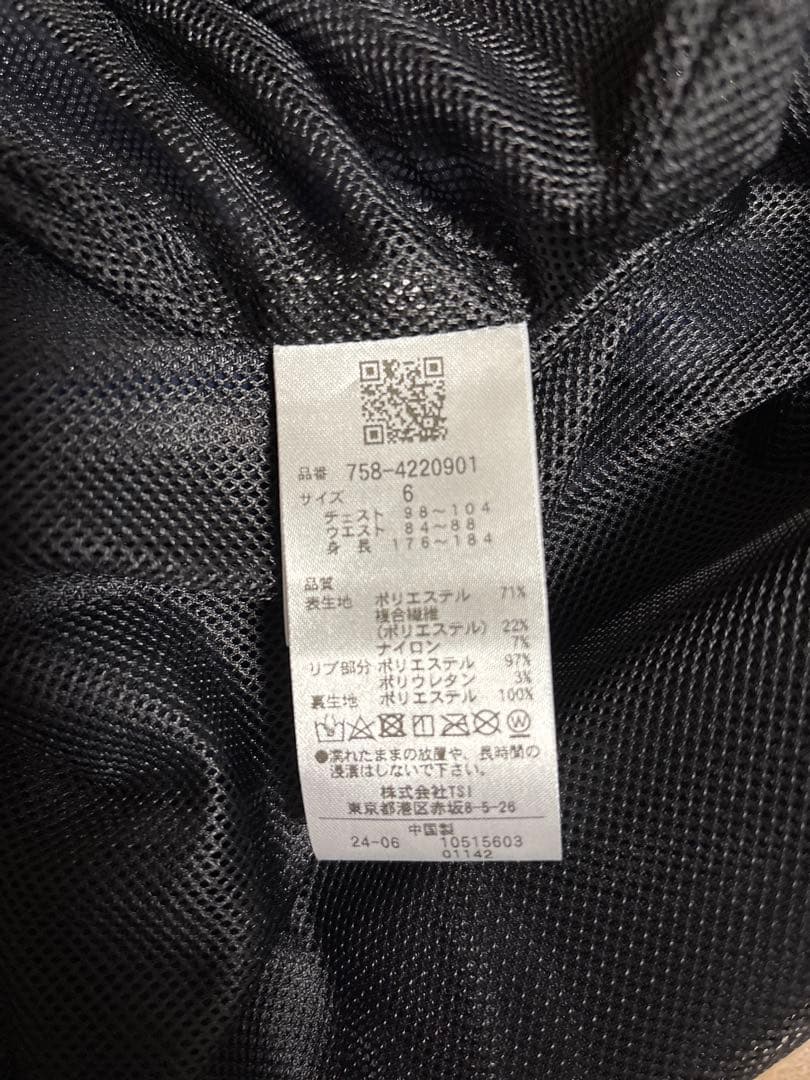 品番 758-4220901
サイズ 6
チェスト 98～104
ウエスト 84～88
身長 176～184
品質
表生地 ポリエステル 71%
複合繊維
(ポリエステル) 22%
ナイロン 7%
リブ部分 ポリエステル 97%
ポリウレタン 3%
裏生地 ポリエステル 100%
●濡れたままの放置や、長時間の
浸漬はしないで下さい。
株式会社TSI
東京都港区赤坂8-5-26
中国製
24-06 10515603
01142